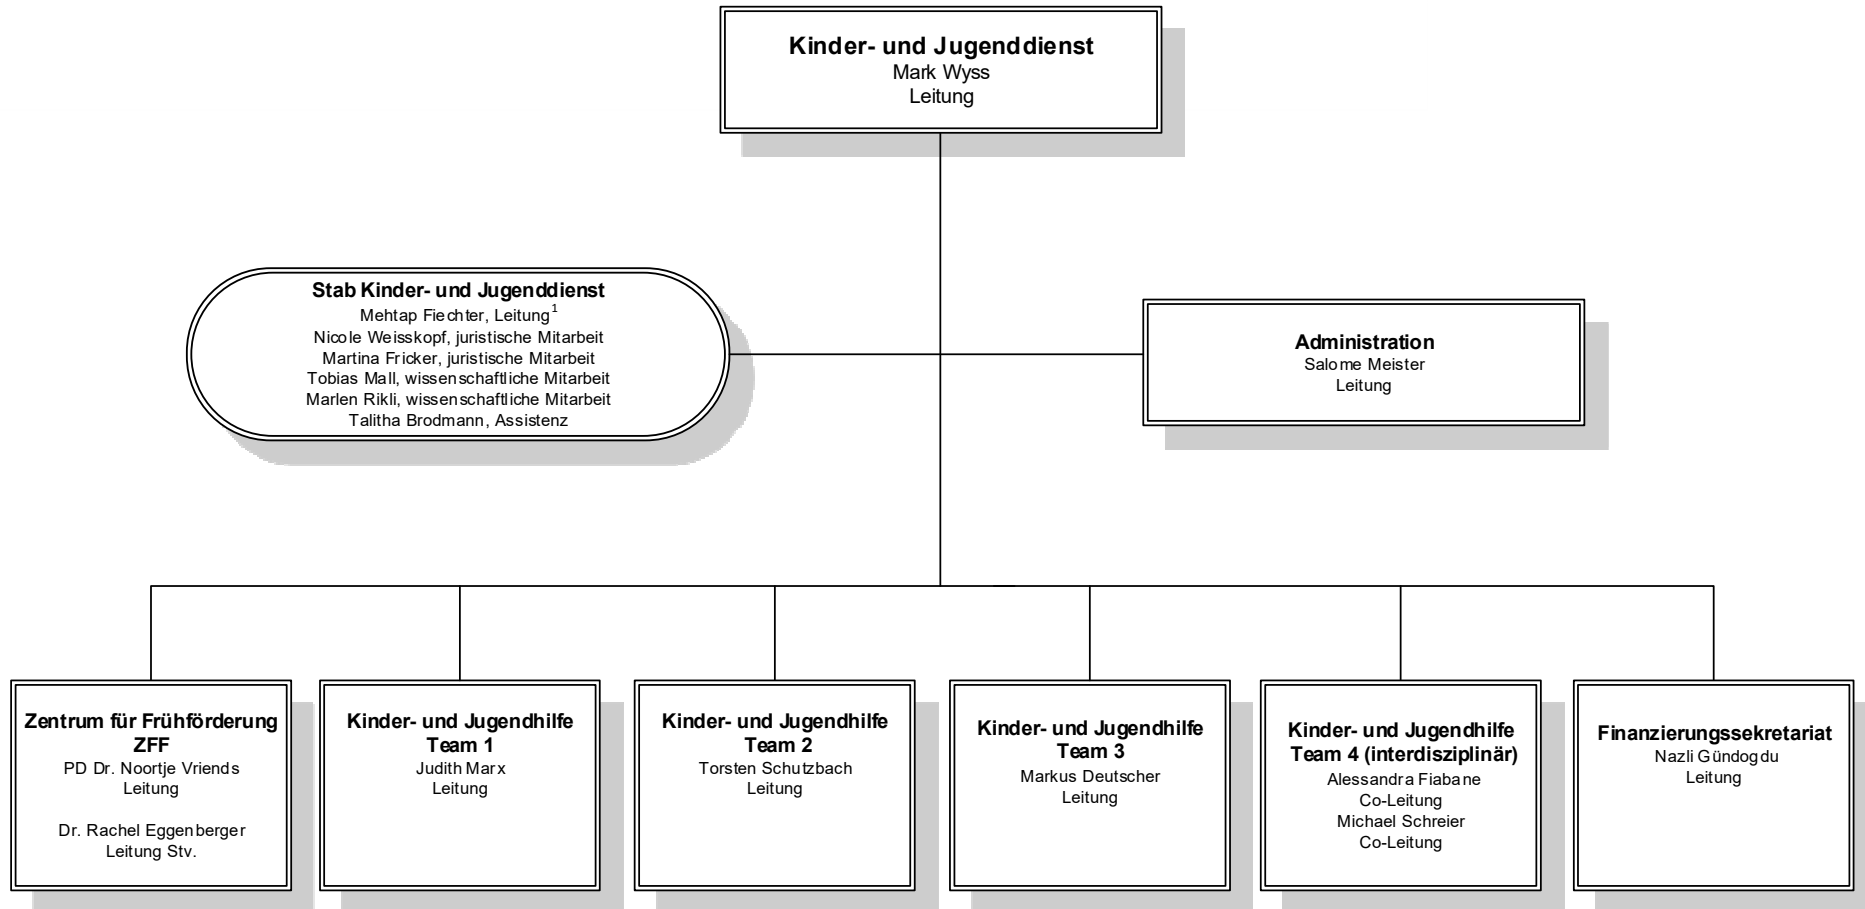 Kinder- und Jugenddienst
Mark Wyss
Leitung
Stab Kinder- und Jugenddienst
Mehtap Fiechter, Leitung¹
Nicole Weisskopf, juristische Mitarbeit
Martina Fricker, juristische Mitarbeit
Tobias Mall, wissenschaftliche Mitarbeit
Marlen Rikli, wissenschaftliche Mitarbeit
Talitha Brodmann, Assistenz
Administration
Salome Meister
Leitung
Zentrum für Frühförderung
ZFF
PD Dr. Noortje Vriends
Leitung
Dr. Rachel Eggenberger
Leitung Stv.
Kinder- und Jugendhilfe
Team 1
Judith Marx
Leitung
Kinder- und Jugendhilfe
Team 2
Torsten Schutzbach
Leitung
Kinder- und Jugendhilfe
Team 3
Markus Deutscher
Leitung
Kinder- und Jugendhilfe
Team 4 (interdisziplinär)
Alessandra Fiabane
Co-Leitung
Michael Schreier
Co-Leitung
Finanzierungssekretariat
Nazli Gündogdu
Leitung